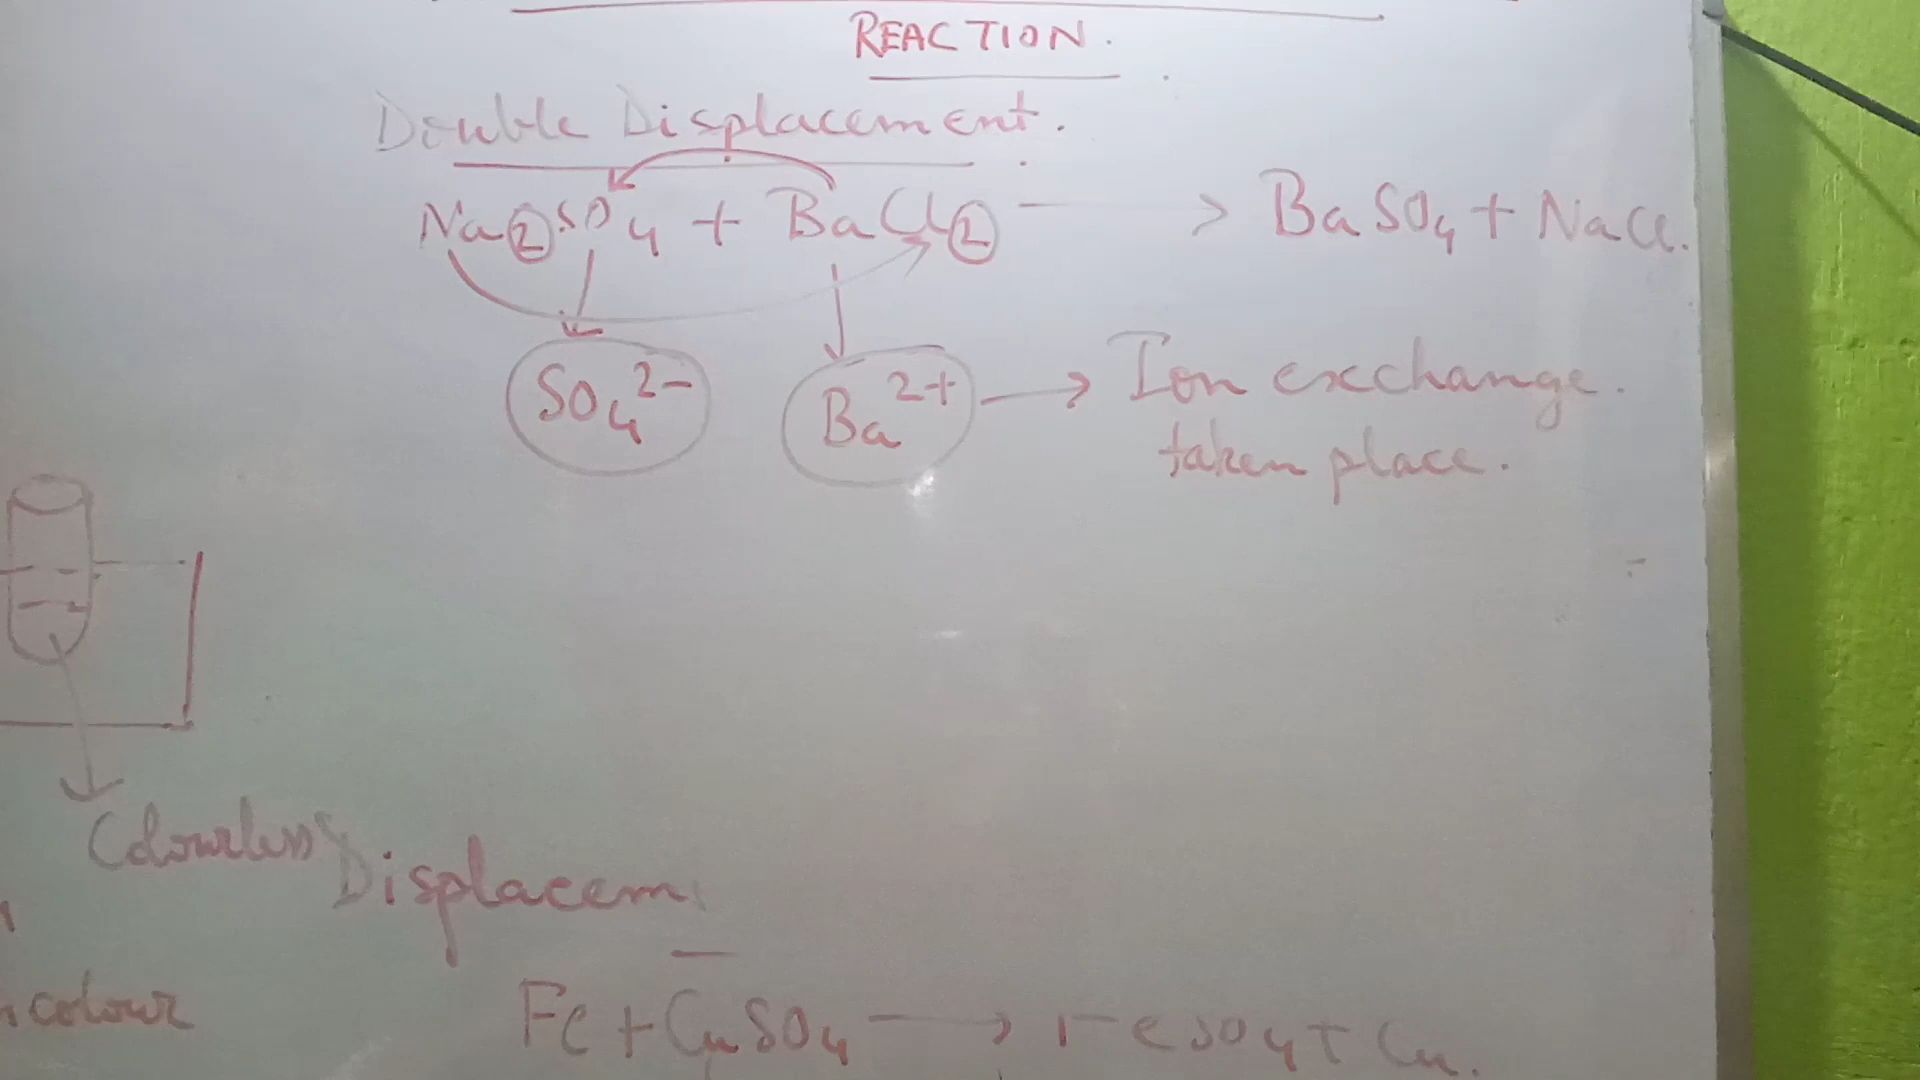 REACTION.
Double Displacement.
Na2SO4 + BaCl2 → BaSO4 + NaCl.
SO4 2- Ba 2+ → Ion exchange.
taken place.
Colourless
Displacem
colour
Fe + CuSO4 → FeSO4 + Cu.